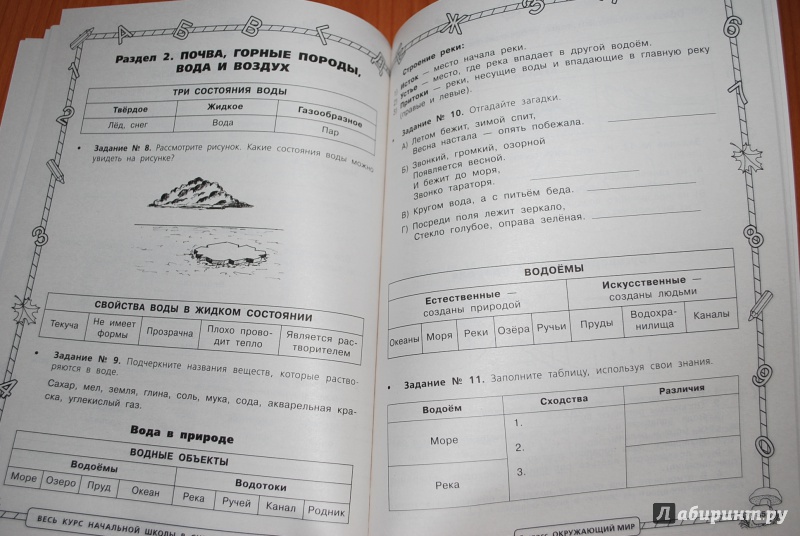 А Б В Г
Раздел 2. ПОЧВА, ГОРНЫЕ ПОРОДЫ,
ВОДА И ВОЗДУХ
ТРИ СОСТОЯНИЯ ВОДЫ
Твёрдое Жидкое Газообразное
Лёд, снег Вода Пар
• Задание № 8. Рассмотрите рисунок. Какие состояния воды можно
увидеть на рисунке?
СВОЙСТВА ВОДЫ В ЖИДКОМ СОСТОЯНИИ
Текуча Не имеет формы Прозрачна Плохо прово-дит тепло Является рас-творителем
• Задание № 9. Подчеркните названия веществ, которые раство-
ряются в воде.
Сахар, мел, земля, глина, соль, мука, сода, акварельная кра-
ска, углекислый газ.
Вода в природе
ВОДНЫЕ ОБЪЕКТЫ
Водоёмы Водотоки
Море Озеро Пруд Океан Река Ручей Канал Родник
ВЕСЬ КУРС НАЧАЛЬНОЙ ШКОЛЫ В
Строение реки:
Исток — место начала реки.
Устье — место, где река впадает в другой водоём.
Притоки — реки, несущие воды и впадающие в главную реку
(правые и левые).
Задание № 10. Отгадайте загадки.
А) Летом бежит, зимой спит,
Весна настала — опять побежала.
Б) Звонкий, громкий, озорной
Появляется весной.
И бежит до моря,
Звонко тараторя.
В) Кругом вода, а с питьём беда.
Г) Посреди поля лежит зеркало,
Стекло голубое, оправа зелёная.
ВОДОЁМЫ
Естественные — созданы природой Искусственные — созданы людьми
Океаны Моря Реки Озёра Ручьи Пруды Водохра-нилища Каналы
• Задание № 11. Заполните таблицу, используя свои знания.
Водоём Сходства Различия
Море 1.
2.
Река 3.
ОКРУЖАЮЩИЙ МИР
Лабиринт.ру